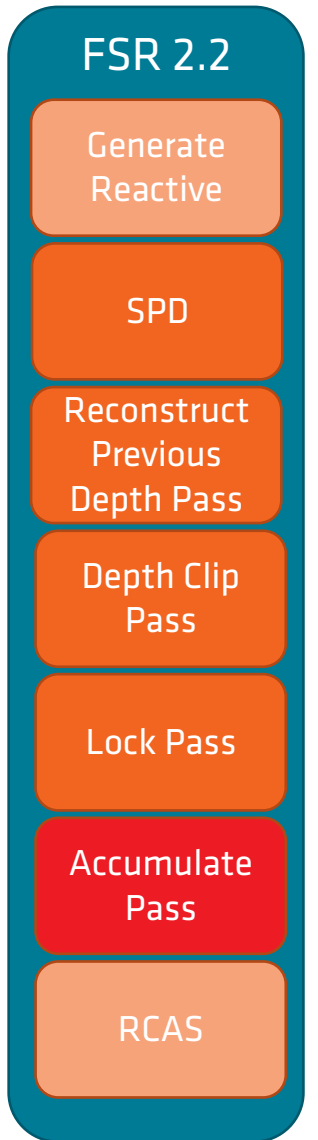 FSR 2.2
Generate
Reactive
SPD
Reconstruct
Previous
Depth Pass
Depth Clip
Pass
Lock Pass
Accumulate
Pass
RCAS